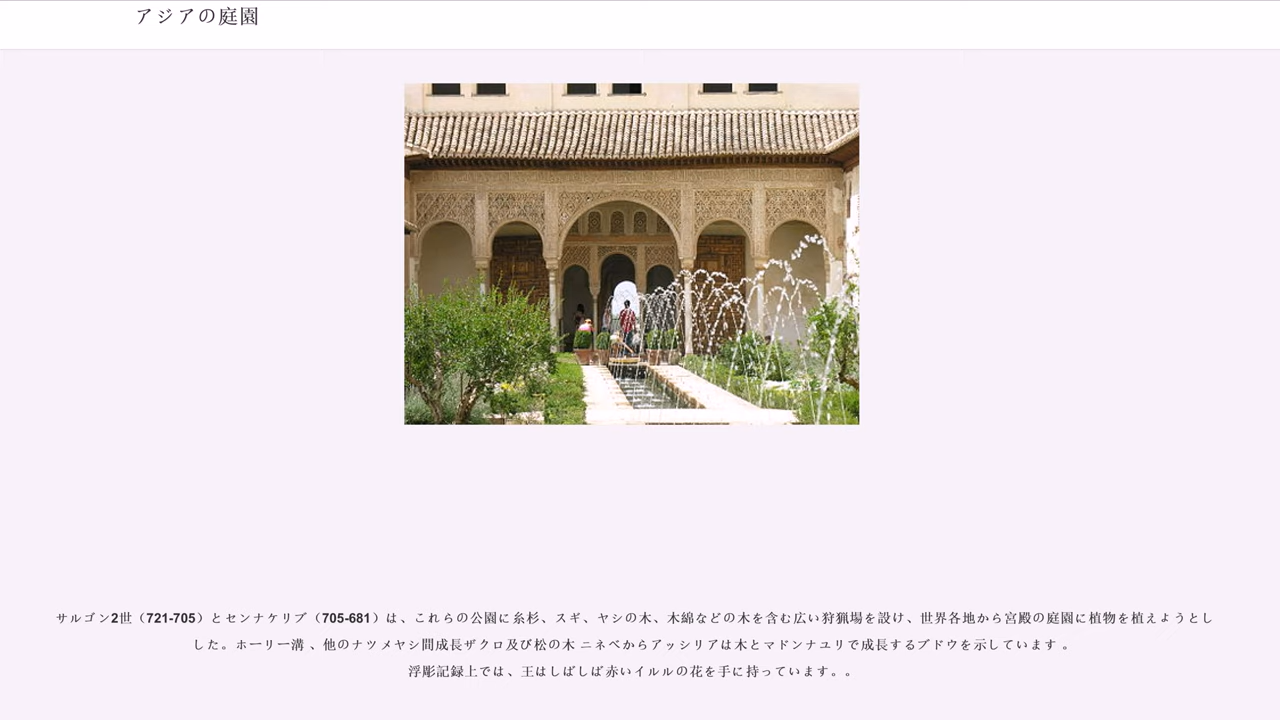 アジアの庭園
サルゴン2世（721-705）とセンナケリブ（705-681）は、これらの公園に糸杉、スギ、ヤシの木、木綿などの木を含む広い狩猟場を設け、世界各地から宮殿の庭園に植物を植えようとし
した。ホーリー溝 、他のナツメヤシ間成長ザクロ及び松の木 ニネベからアッシリアは木とマドンナユリで成長するブドウを示しています 。
浮彫記録上では、王はしばしば赤いイルルの花を手に持っています。。